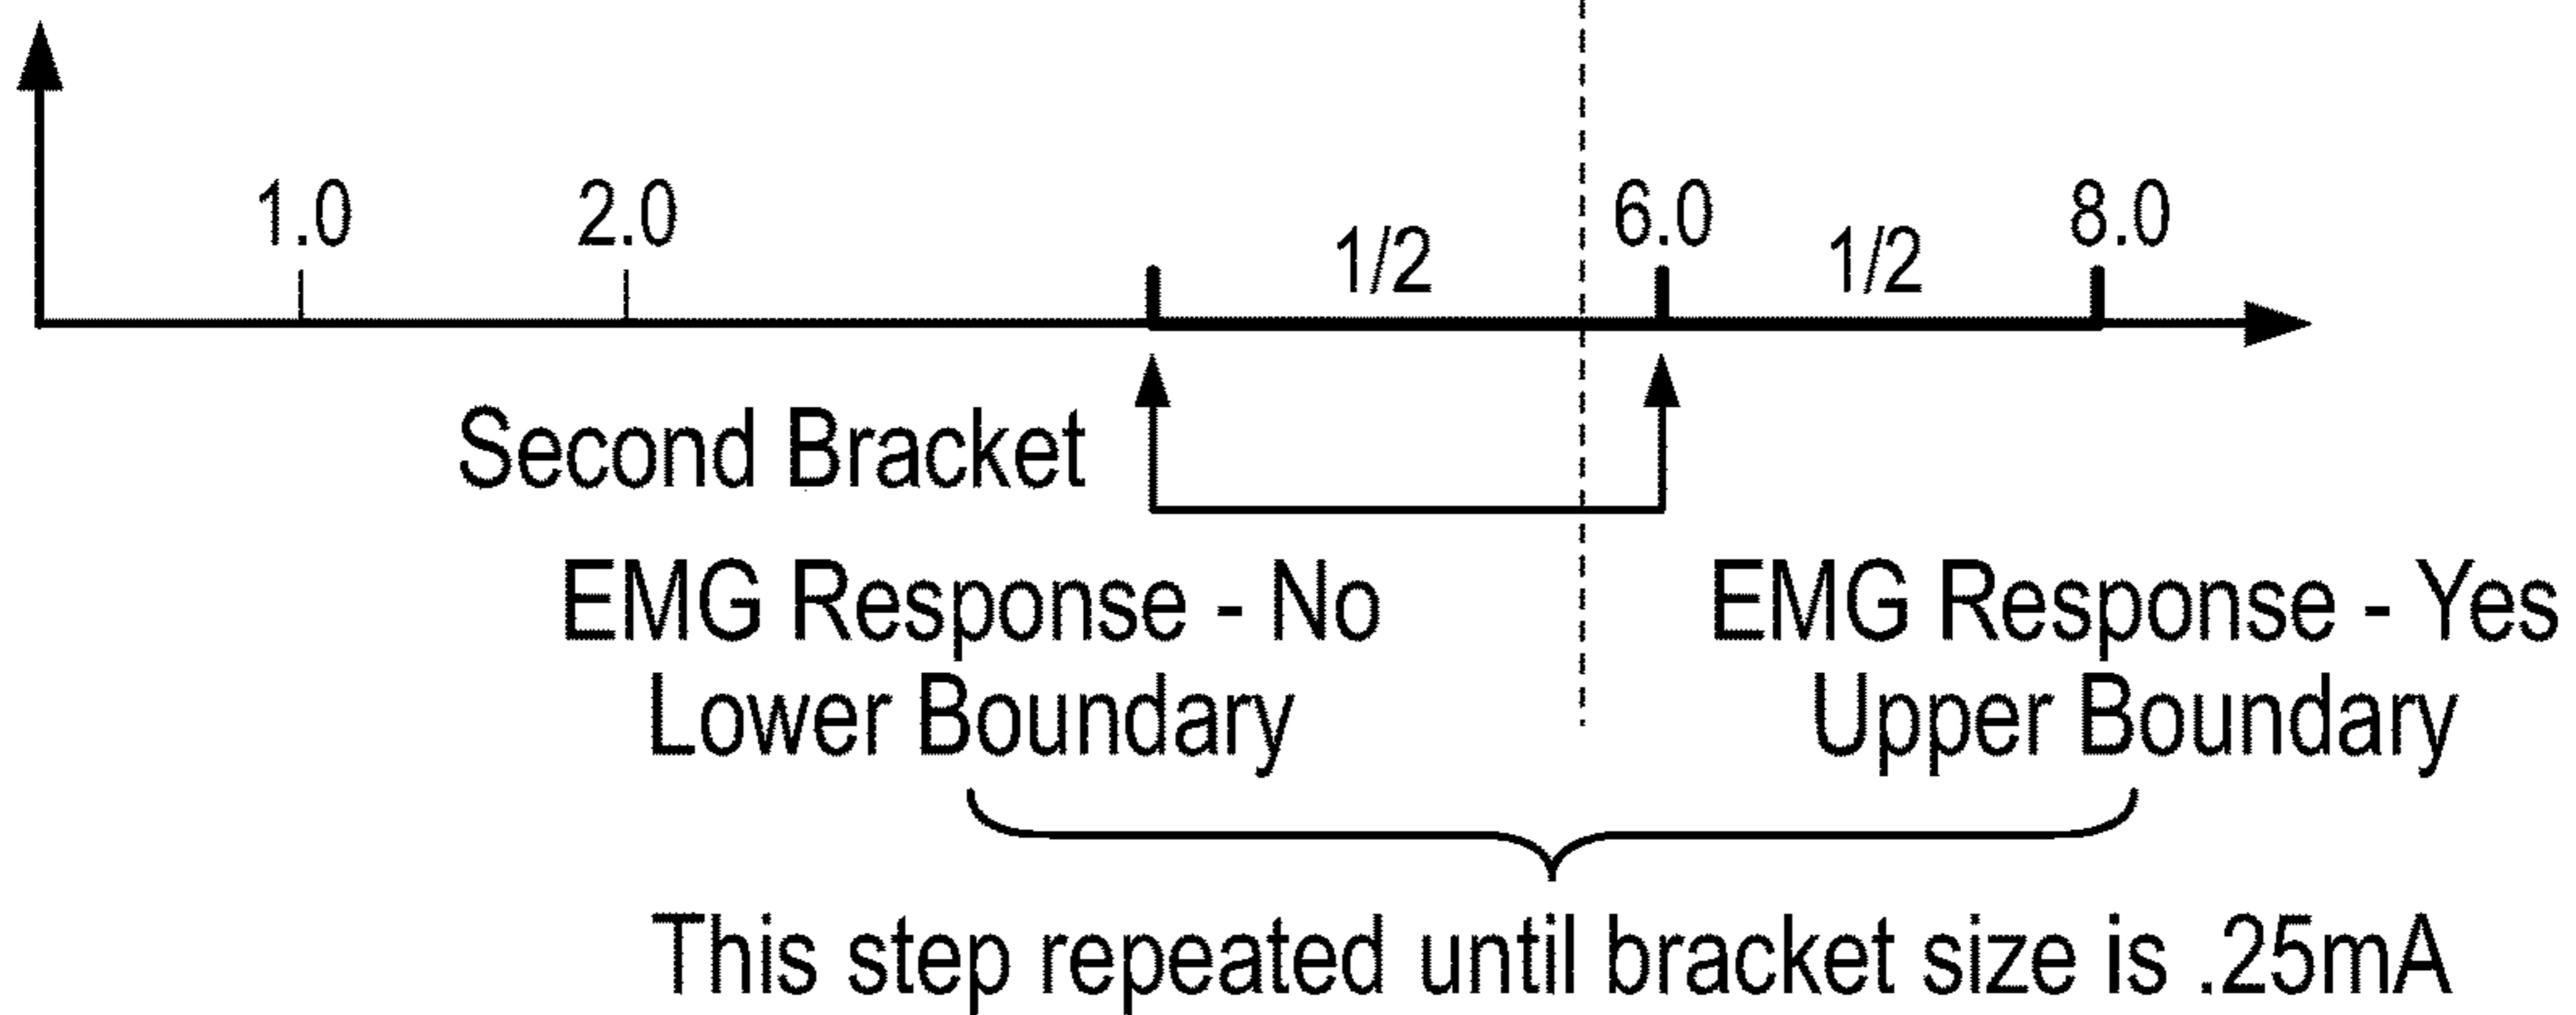 1.0 2.0 1/2 6.0 1/2 8.0
Second Bracket
EMG Response - No EMG Response - Yes
Lower Boundary Upper Boundary
This step repeated until bracket size is .25mA